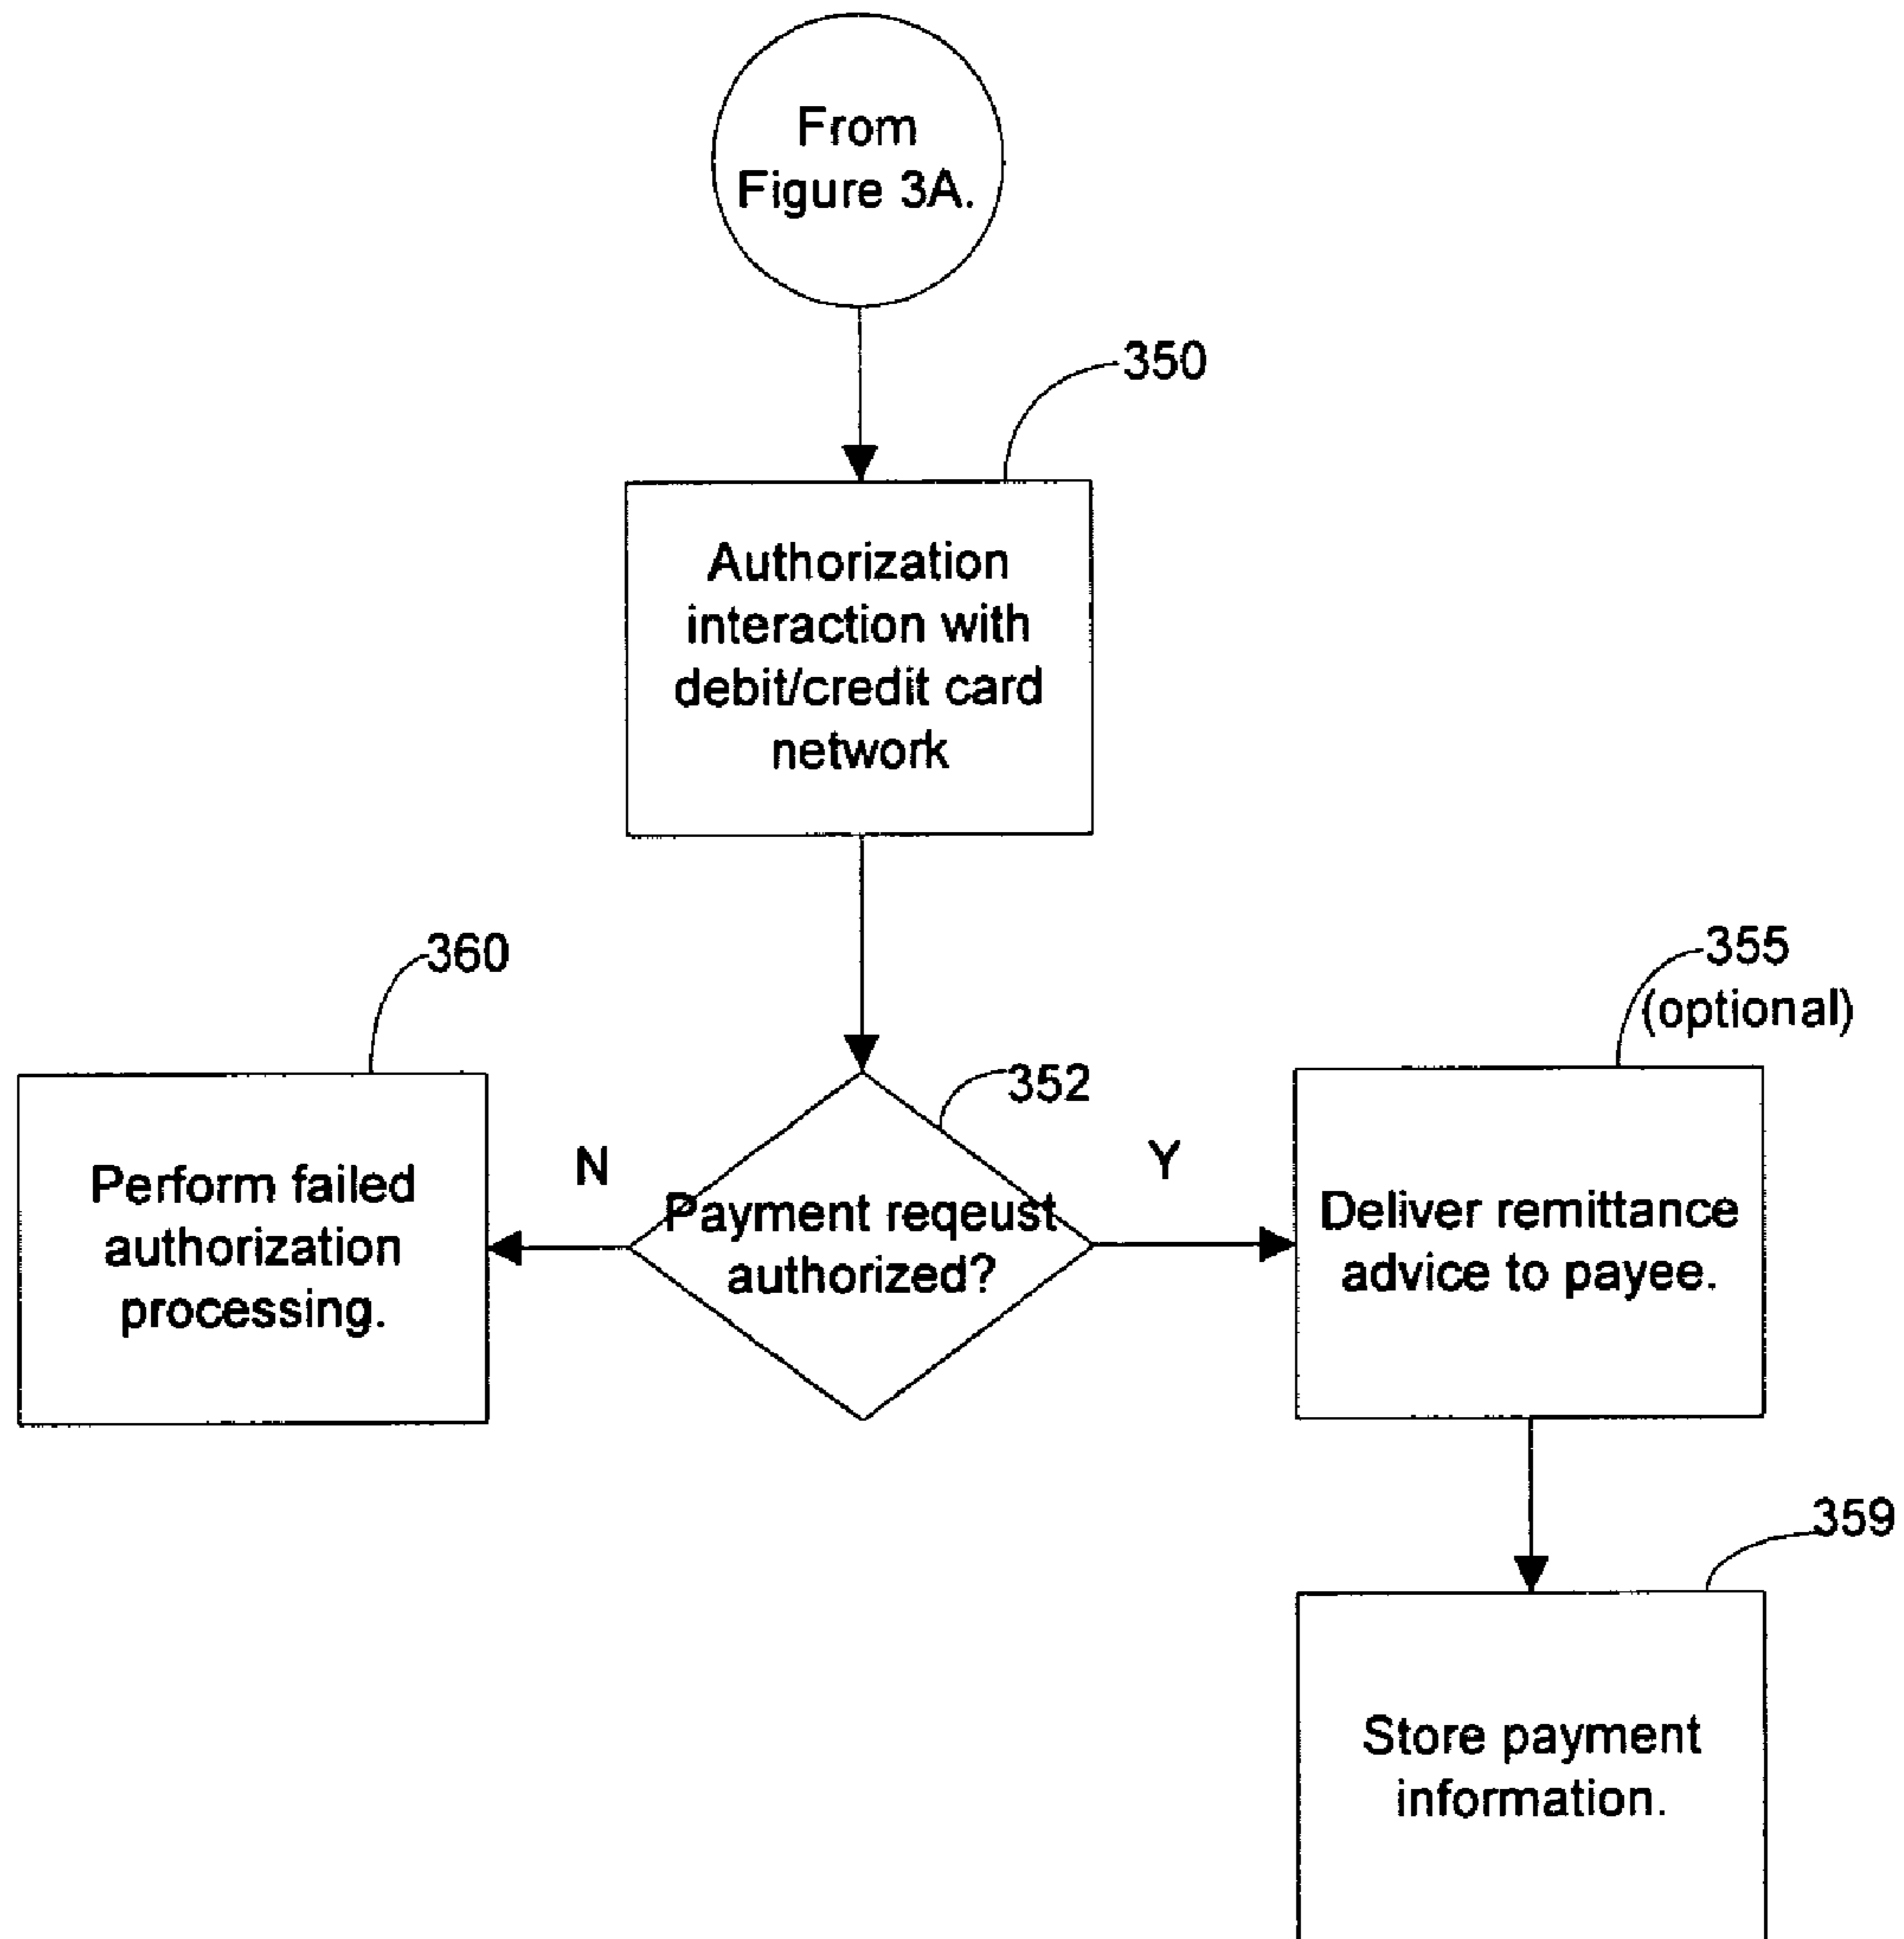 From
Figure 3A.
350
Authorization
interaction with
debit/credit card
network
360
355
(optional)
352
N
Y
Perform failed
authorization
processing.
Payment reqeust
authorized?
Deliver remittance
advice to payee.
359
Store payment
information.